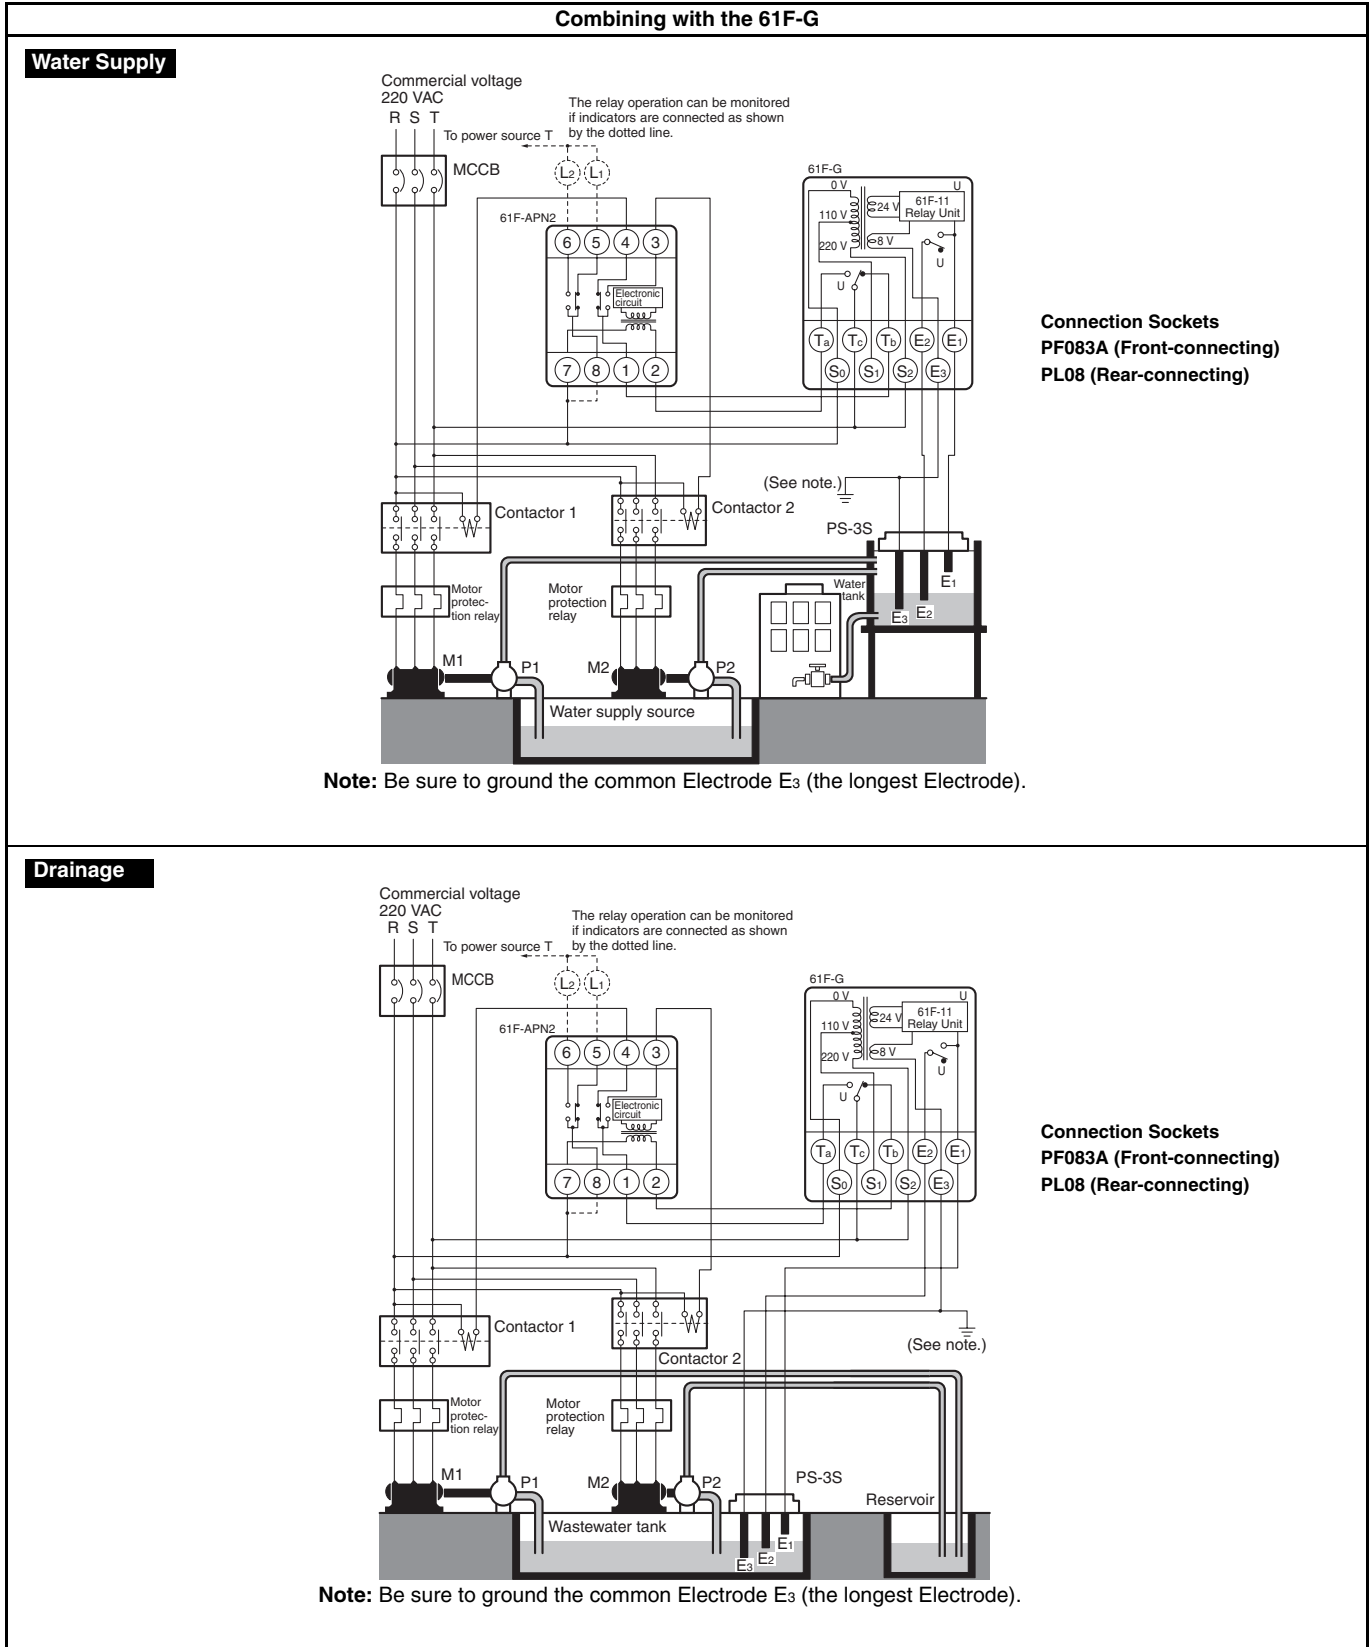 Combining with the 61F-G
Water Supply
Commercial voltage
220 VAC
R S T
The relay operation can be monitored
if indicators are connected as shown
by the dotted line.
To power source T
MCCB
L2 L1
61F-APN2
6 5 4 3
Electronic
circuit
7 8 1 2
61F-G
0 V
U
24 V
61F-11
Relay Unit
110 V
220 V
8 V
U
U
Ta Tc Tb E2 E1
S0 S1 S2 E3
Connection Sockets
PF083A (Front-connecting)
PL08 (Rear-connecting)
(See note.)
Contactor 1
Contactor 2
PS-3S
Motor
protec-
tion relay
Motor
protection
relay
Water
tank
E1
E3 E2
M1
P1
M2
P2
Water supply source
Note: Be sure to ground the common Electrode E3 (the longest Electrode).
Drainage
Commercial voltage
220 VAC
R S T
The relay operation can be monitored
if indicators are connected as shown
by the dotted line.
To power source T
MCCB
L2 L1
61F-APN2
6 5 4 3
Electronic
circuit
7 8 1 2
61F-G
0 V
U
24 V
61F-11
Relay Unit
110 V
220 V
8 V
U
U
Ta Tc Tb E2 E1
S0 S1 S2 E3
Connection Sockets
PF083A (Front-connecting)
PL08 (Rear-connecting)
Contactor 1
Contactor 2
(See note.)
Motor
protec-
tion relay
Motor
protection
relay
M1
P1
M2
P2
PS-3S
Reservoir
Wastewater tank
E3 E2 E1
Note: Be sure to ground the common Electrode E3 (the longest Electrode).